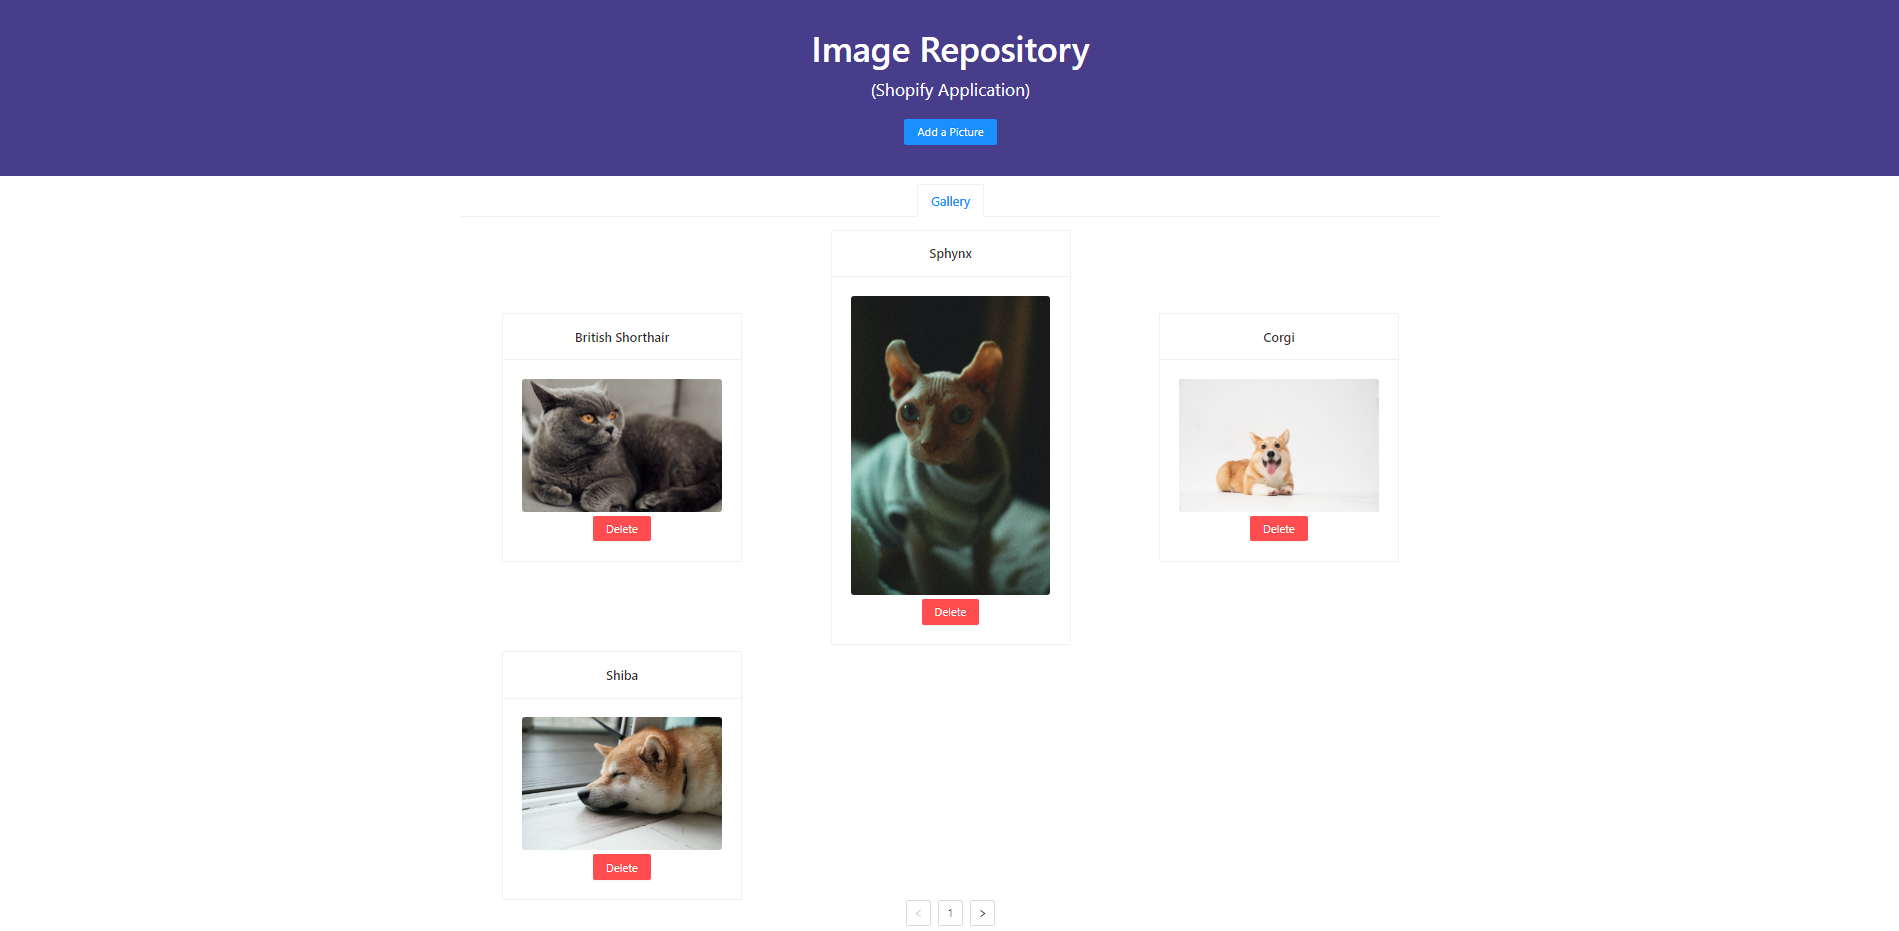 Image Repository
(Shopify Application)
Add a Picture
Gallery
Sphynx
British Shorthair
Corgi
Delete
Delete
Delete
Shiba
Delete
< 1 >